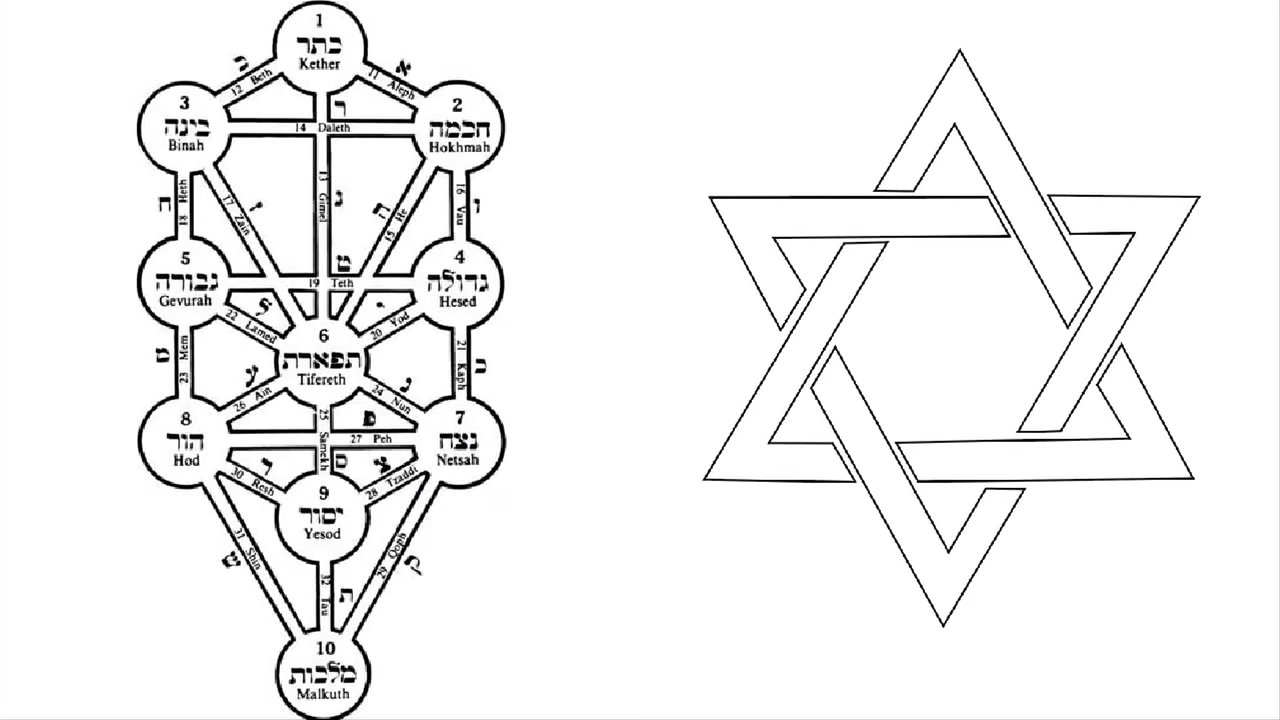 1
כתר
Kether
ב
א
12 Beth
11 Aleph
3
בינה
Binah
ד
2
חכמה
Hokhmah
14 Daleth
ח
18 Heth
17 Zain
ז
13 Gimel
ג
ה
15 He
16 Vau
ו
5
גבורה
Gevurah
ט
4
גדולה
Hesed
19 Teth
ל
22 Lamed
י
20 Yod
6
תפארת
Tifereth
מ
23 Mem
21 Kaph
כ
ע
26 Ain
נ
24 Nun
8
הוד
Hod
25 Samekh
פ
27 Peh
7
נצח
Netsah
ר
30 Resh
ס
צ
28 Tzaddi
9
יסוד
Yesod
31 Shin
ש
29 Qoph
ק
32 Tau
ת
10
מלכות
Malkuth